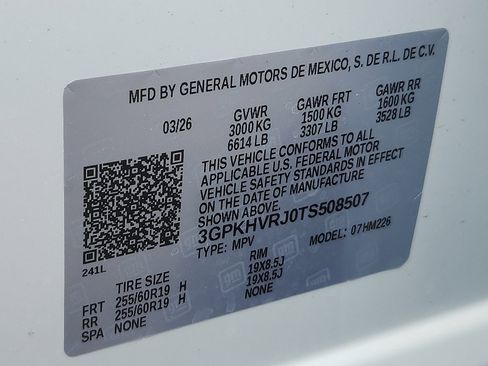 MFD BY GENERAL MOTORS DE MEXICO, S. DE R.L. DE C.V.
03/26 GVWR GAWR FRT GAWR RR
3000 KG 1500 KG 1600 KG
6614 LB 3307 LB 3528 LB
THIS VEHICLE CONFORMS TO ALL
APPLICABLE U.S. FEDERAL MOTOR
VEHICLE SAFETY STANDARDS IN EFFECT
ON THE DATE OF MANUFACTURE
SHOWN ABOVE.
3GPKHVRJ0TS508507
TYPE: MPV MODEL: 07HM226
241L
TIRE SIZE RIM
FRT 255/60R19 H 19X8.5J
RR 255/60R19 H 19X8.5J
SPA NONE NONE